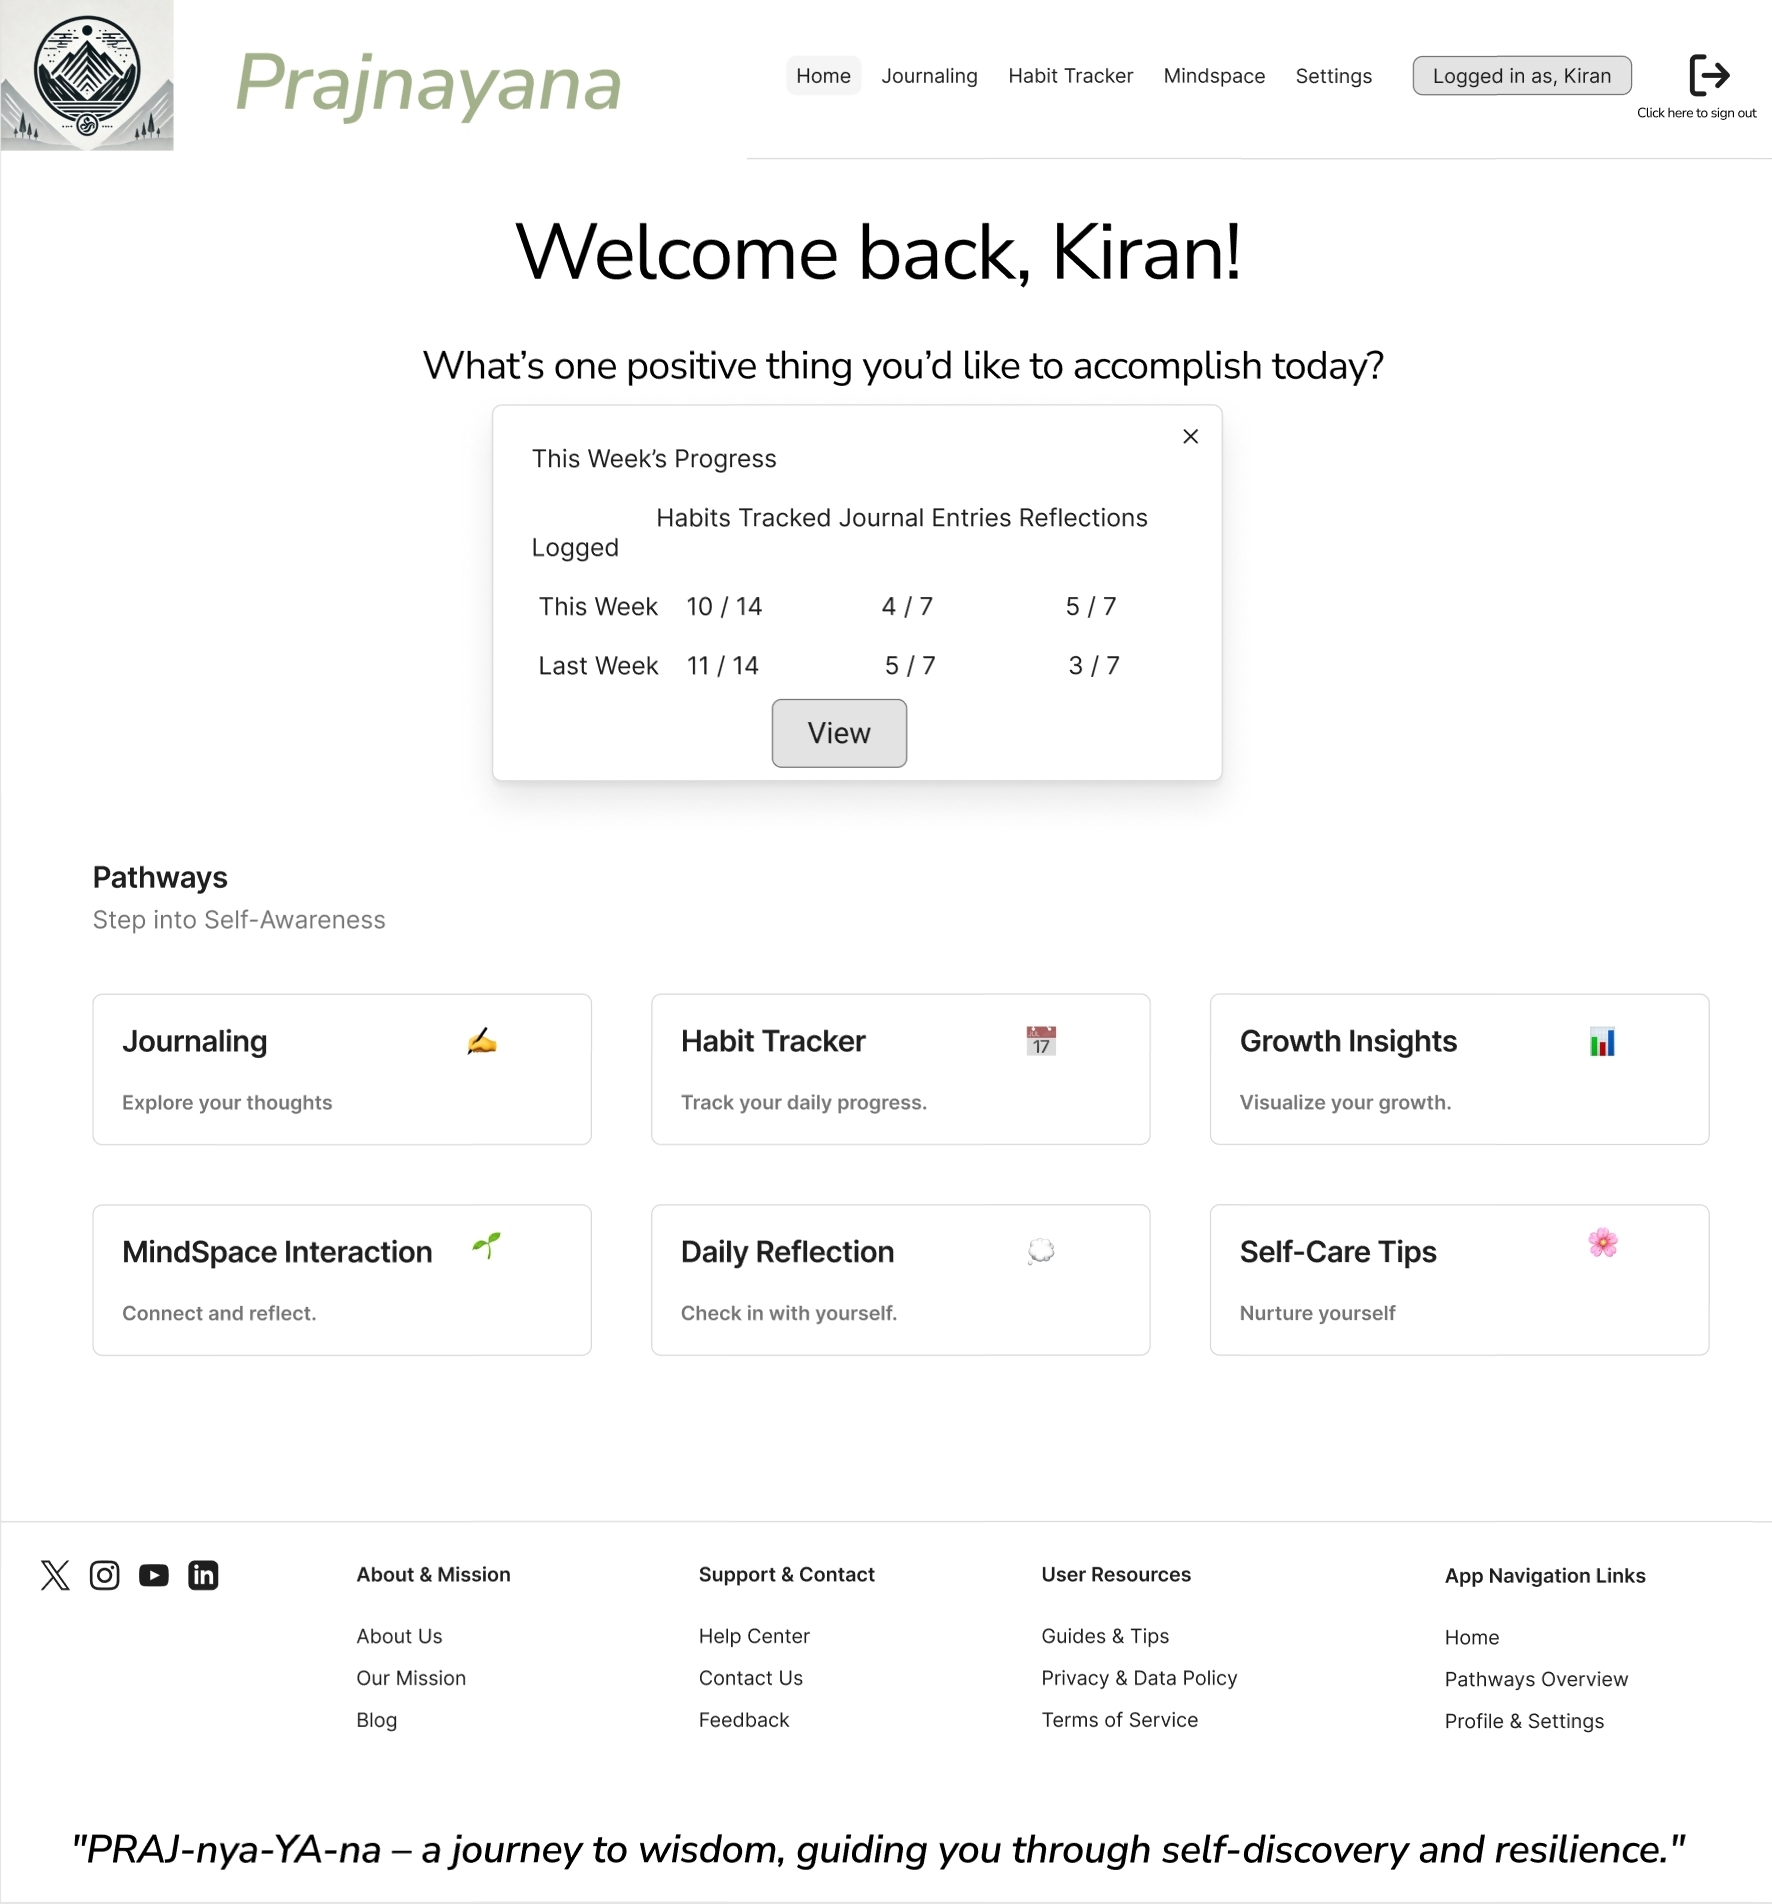 Prajnayana
Home Journaling Habit Tracker Mindspace Settings Logged in as, Kiran
Click here to sign out
Welcome back, Kiran!
What’s one positive thing you’d like to accomplish today?
This Week’s Progress
Habits Tracked Journal Entries Reflections
Logged
This Week 10 / 14 4 / 7 5 / 7
Last Week 11 / 14 5 / 7 3 / 7
View
Pathways
Step into Self-Awareness
Journaling
Explore your thoughts
Habit Tracker
17
Track your daily progress.
Growth Insights
Visualize your growth.
MindSpace Interaction
Connect and reflect.
Daily Reflection
Check in with yourself.
Self-Care Tips
Nurture yourself
in
About & Mission
About Us
Our Mission
Blog
Support & Contact
Help Center
Contact Us
Feedback
User Resources
Guides & Tips
Privacy & Data Policy
Terms of Service
App Navigation Links
Home
Pathways Overview
Profile & Settings
"PRAJ-nya-YA-na – a journey to wisdom, guiding you through self-discovery and resilience."